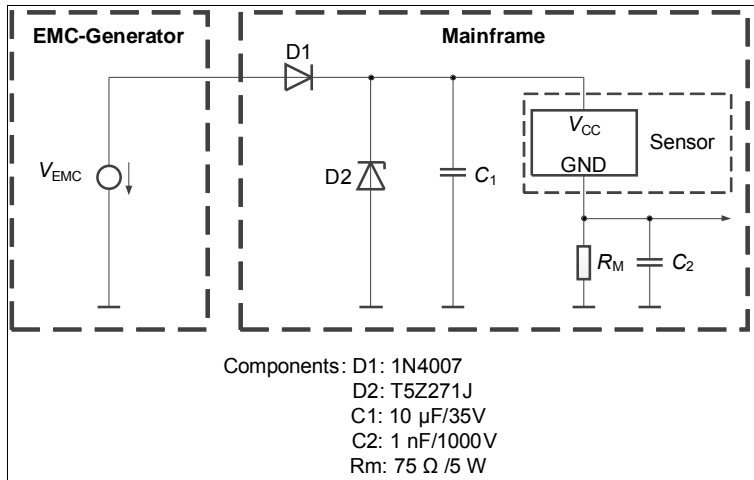 EMC-Generator
Mainframe
D1
VCC
Sensor
GND
VEMC
D2
C1
RM
C2
Components: D1: 1N4007
D2: T5Z271J
C1: 10 µF/35V
C2: 1 nF/1000V
Rm: 75 Ω /5 W